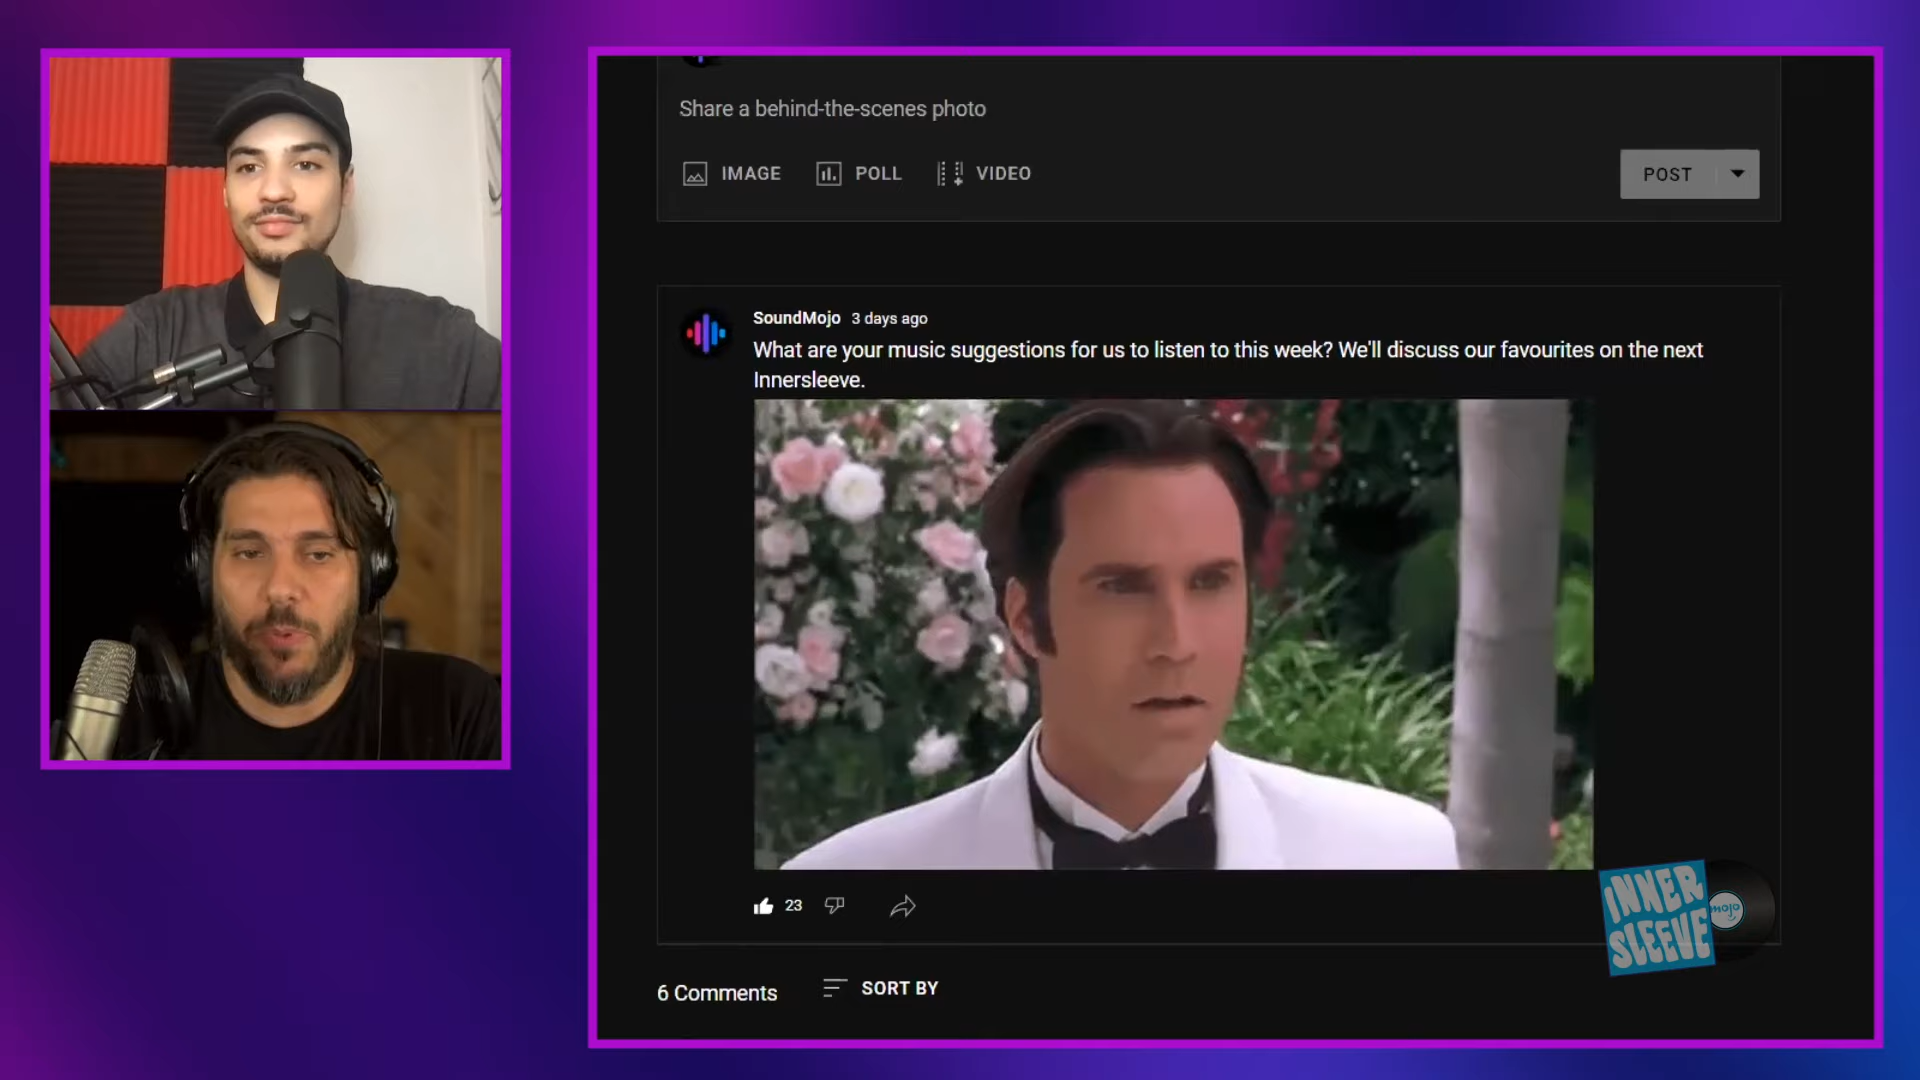 Share a behind-the-scenes photo
IMAGE POLL VIDEO
POST
SoundMojo 3 days ago
What are your music suggestions for us to listen to this week? We'll discuss our favourites on the next
Innersleeve.
23
INNER
SLEEVE
mojo
6 Comments SORT BY